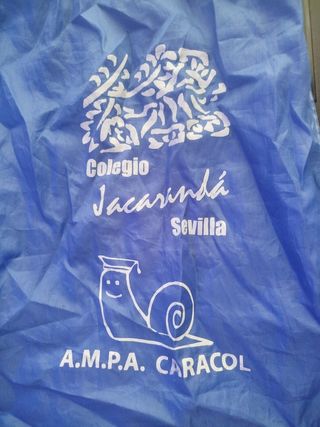 Colegio
Jacarandá
Sevilla
A.M.P.A. CARACOL